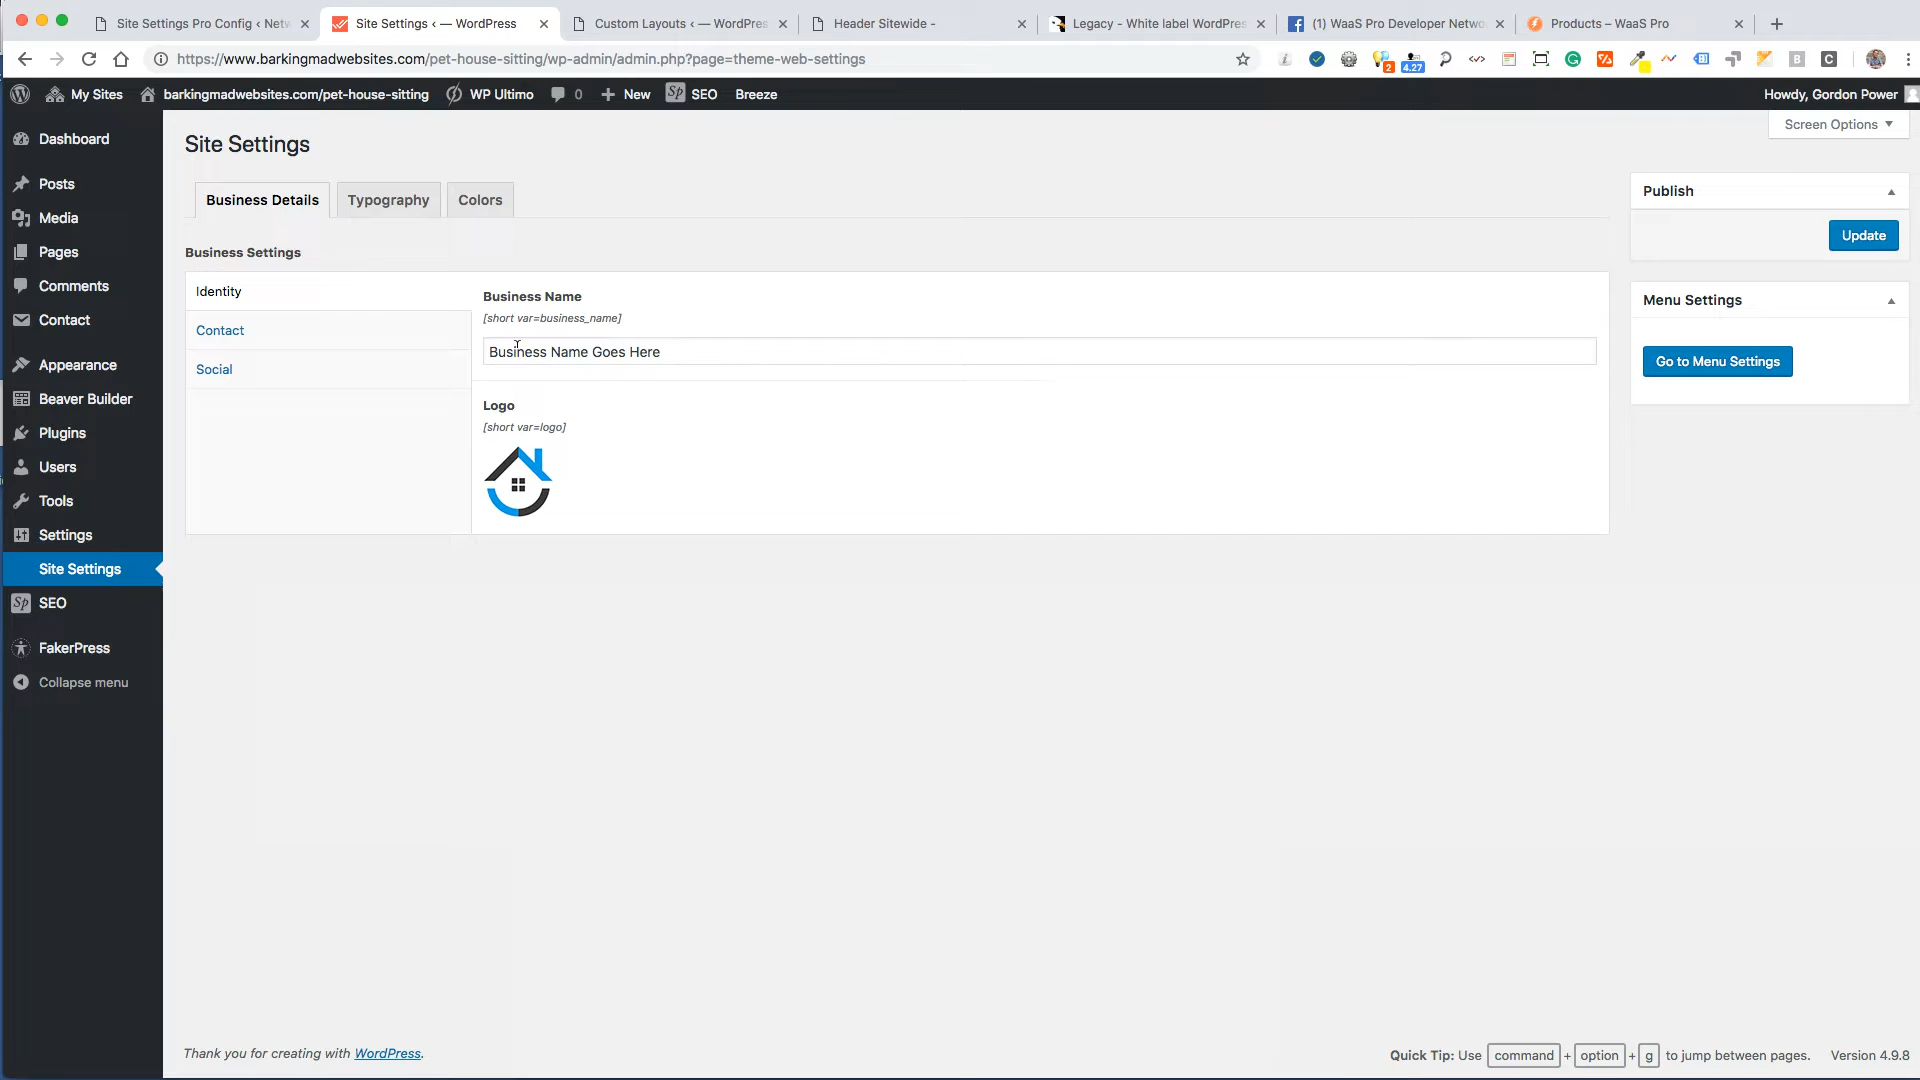 Site Settings Pro Config ‹ Netw
Site Settings ‹ — WordPress
Custom Layouts ‹ — WordPres
Header Sitewide -
Legacy - White label WordPres
(1) WaaS Pro Developer Netwo
Products – WaaS Pro
https://www.barkingmadwebsites.com/pet-house-sitting/wp-admin/admin.php?page=theme-web-settings
2
4.27
B
C
My Sites
barkingmadwebsites.com/pet-house-sitting
WP Ultimo
0
New
Sp
SEO
Breeze
Howdy, Gordon Power
Screen Options
Dashboard
Posts
Media
Pages
Comments
Contact
Appearance
Beaver Builder
Plugins
Users
Tools
Settings
Site Settings
Sp
SEO
FakerPress
Collapse menu
Site Settings
Business Details
Typography
Colors
Business Settings
Identity
Contact
Social
Business Name
[short var=business_name]
Business Name Goes Here
Logo
[short var=logo]
Publish
Update
Menu Settings
Go to Menu Settings
Thank you for creating with WordPress.
Quick Tip: Use command + option + g to jump between pages.
Version 4.9.8